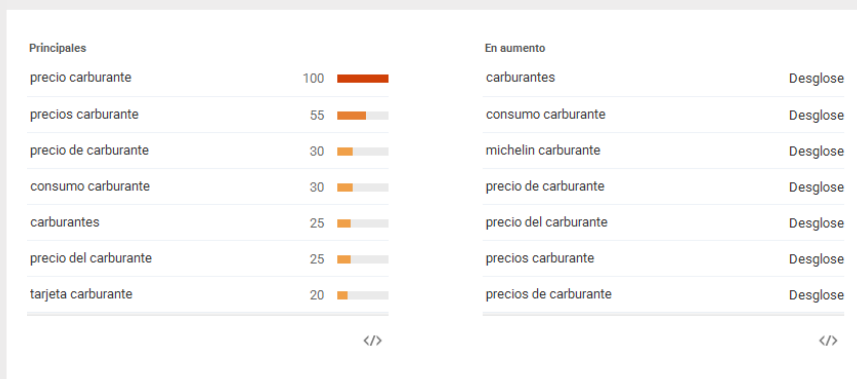 Principales
precio carburante 100
precios carburante 55
precio de carburante 30
consumo carburante 30
carburantes 25
precio del carburante 25
tarjeta carburante 20
</>
En aumento
carburantes Desglose
consumo carburante Desglose
michelin carburante Desglose
precio de carburante Desglose
precio del carburante Desglose
precios carburante Desglose
precios de carburante Desglose
</>